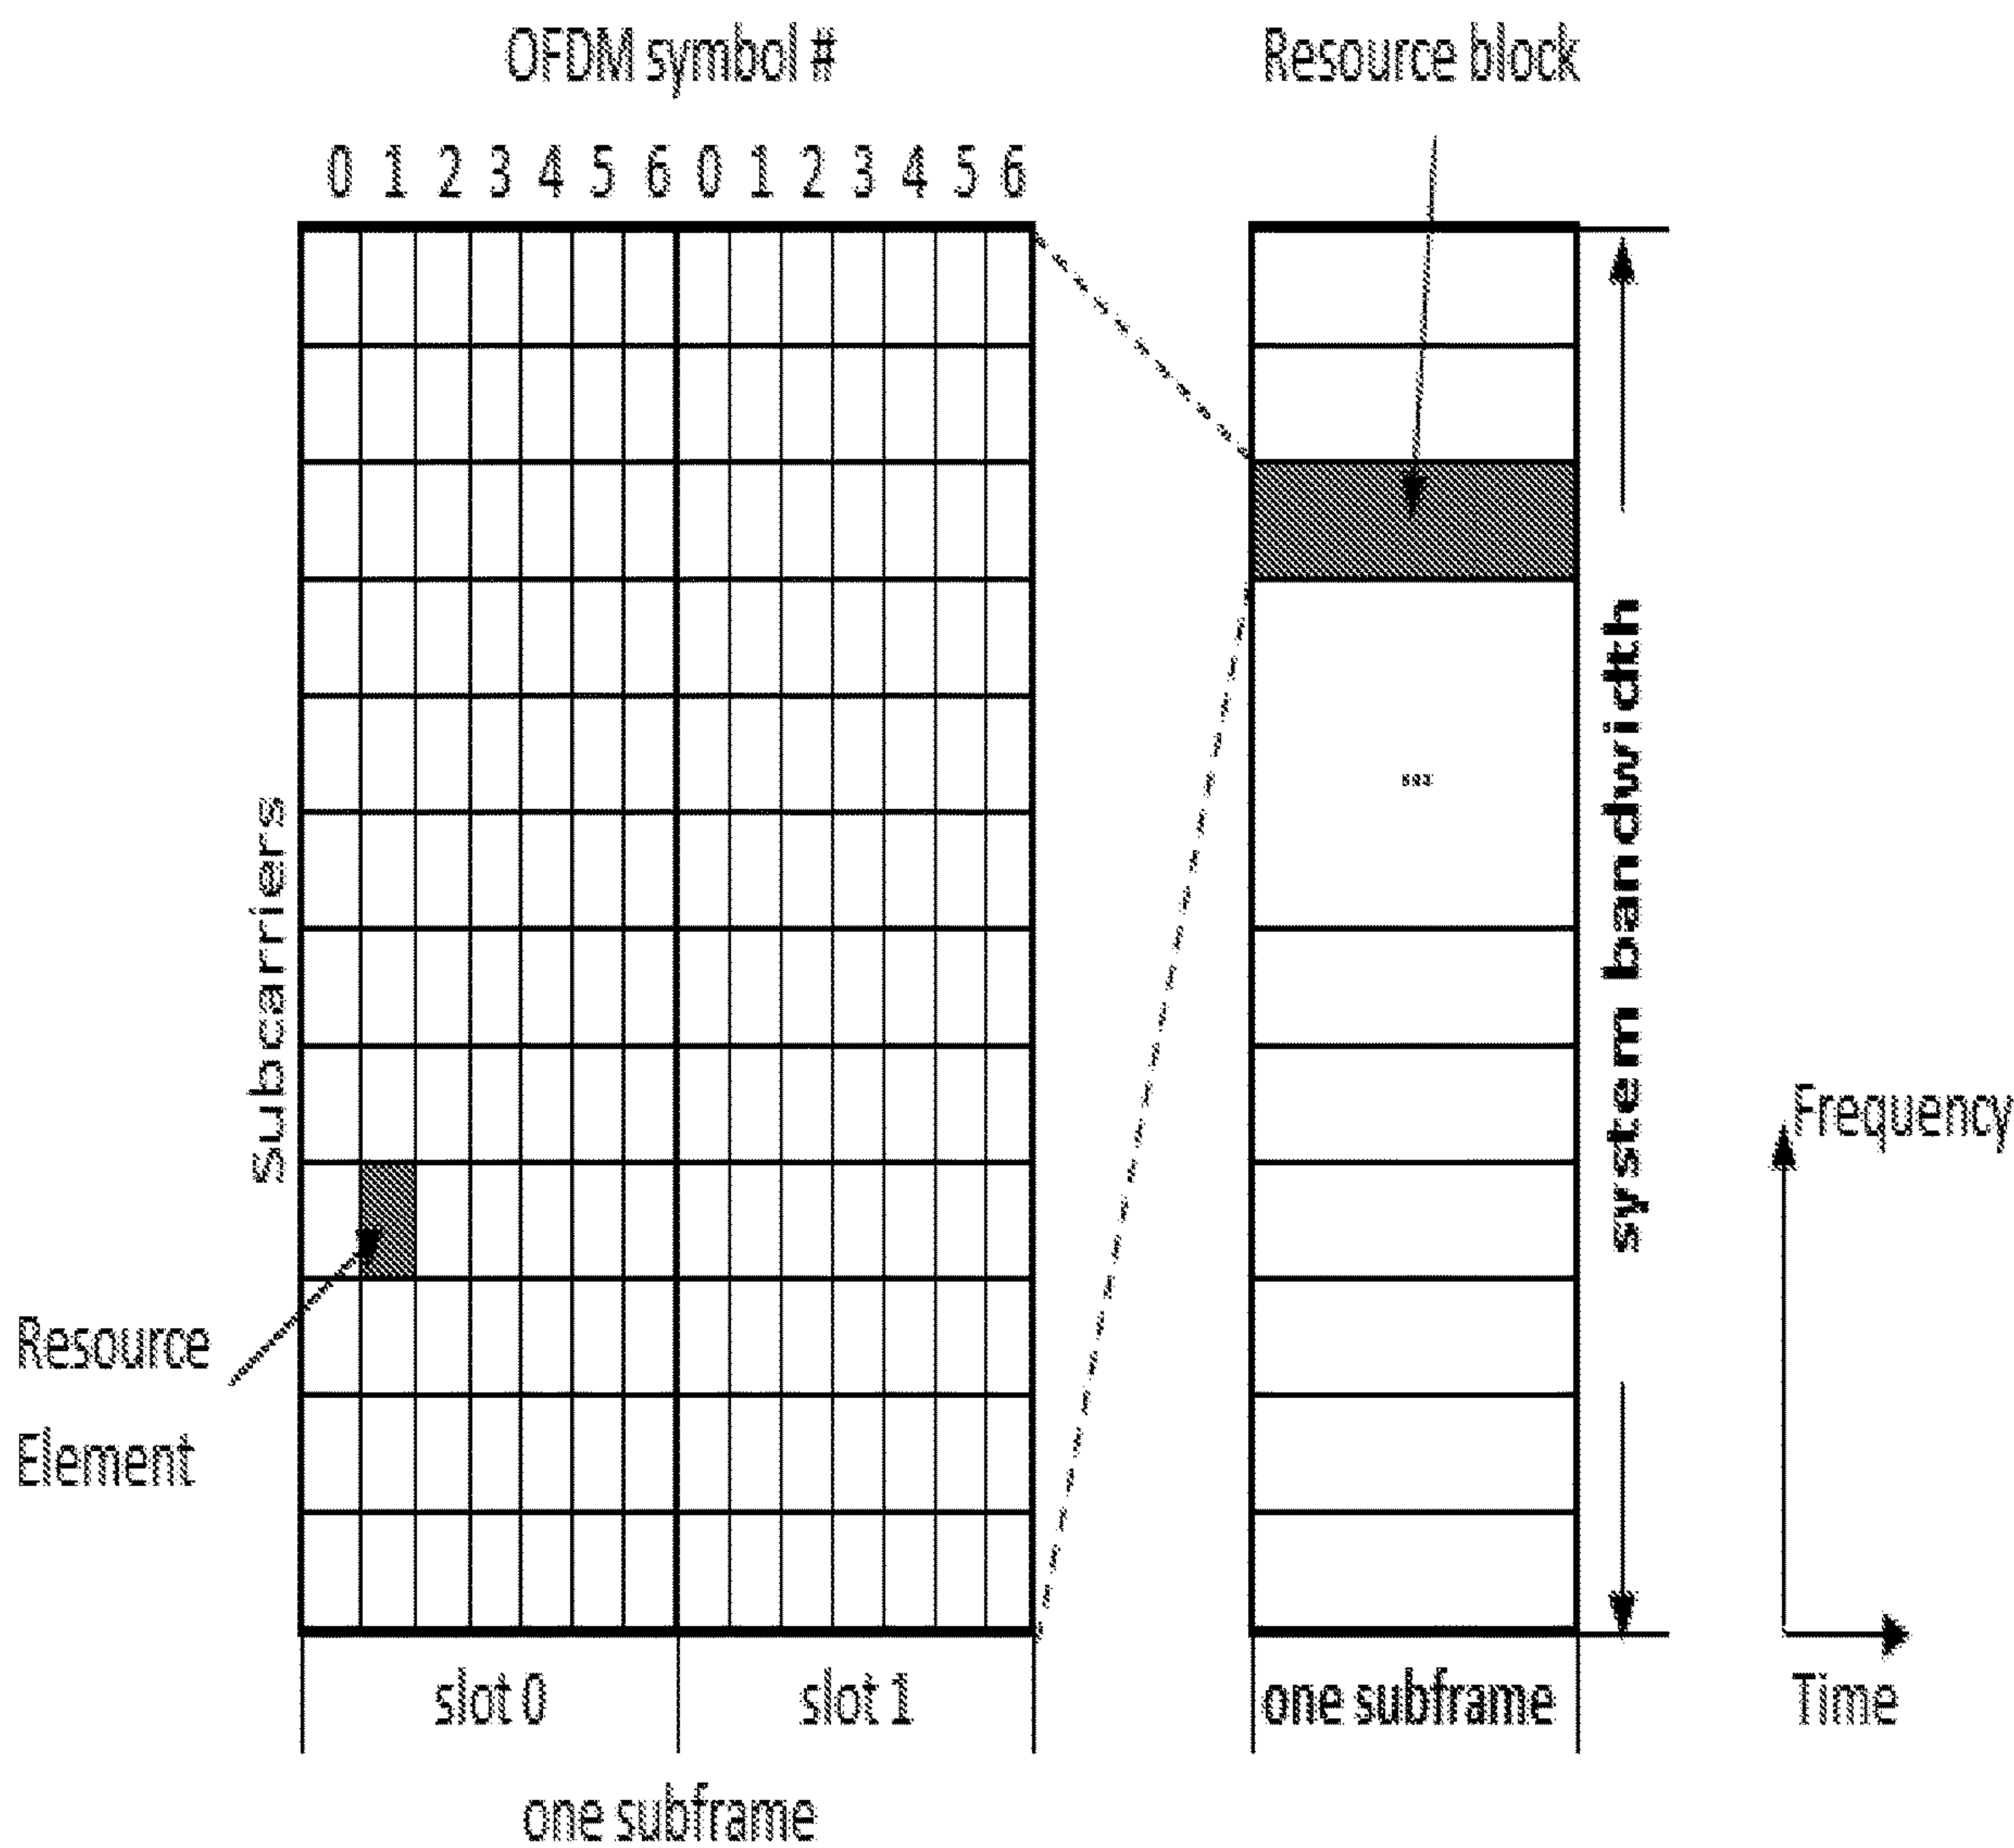 OFDM symbol #
Resource block
0 1 2 3 4 5 6 0 1 2 3 4 5 6
Subcarriers
system bandwidth
Frequency
Resource
Element
...
slot 0
slot 1
one subframe
Time
one subframe